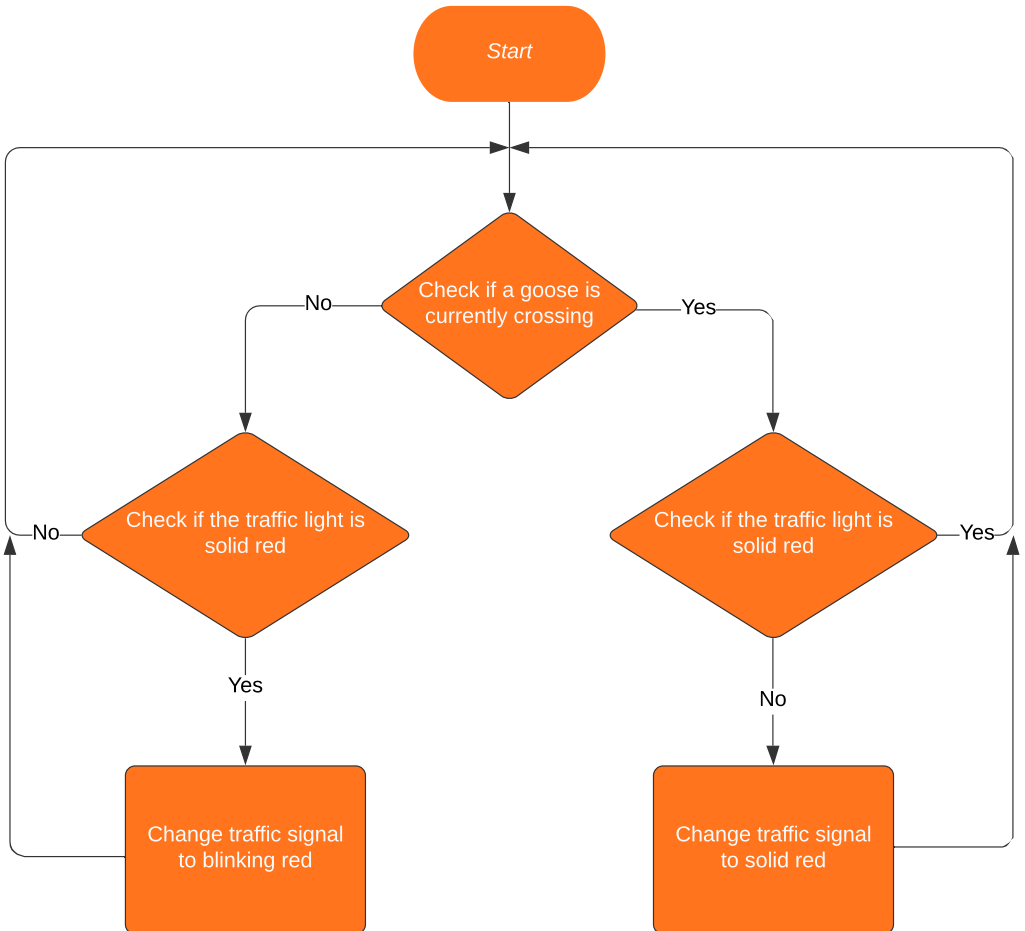 Start
Check if a goose is
currently crossing
No
Yes
Check if the traffic light is
solid red
Check if the traffic light is
solid red
No
Yes
Yes
No
Change traffic signal
to blinking red
Change traffic signal
to solid red